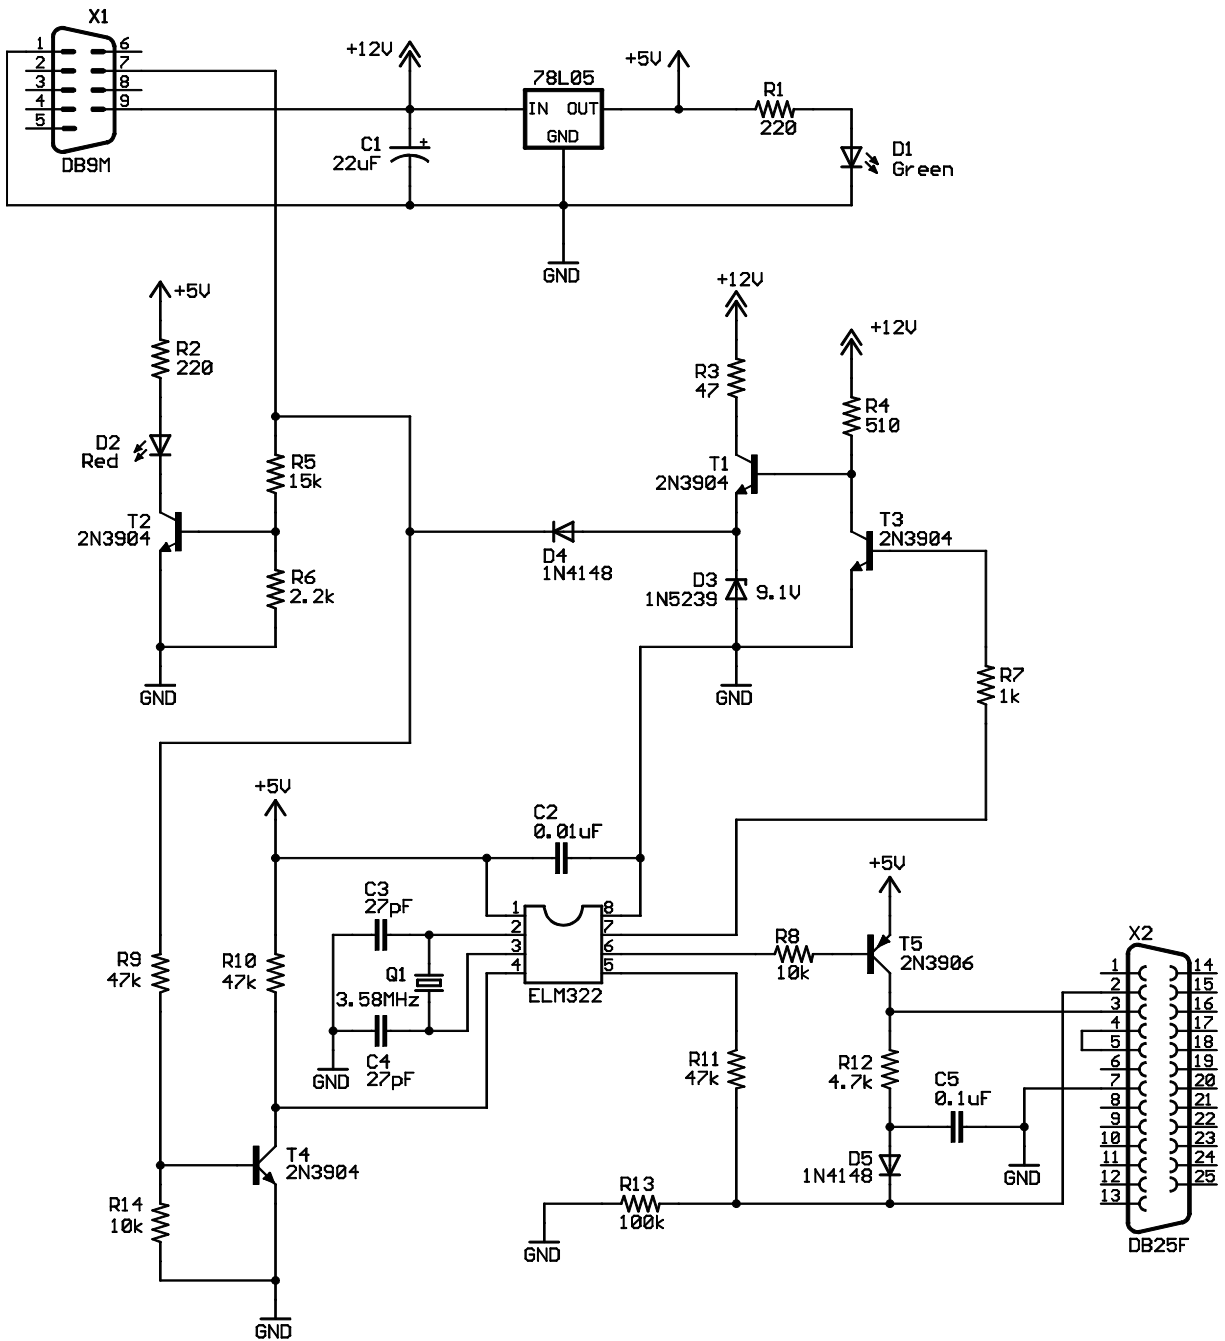 X1
1 6
2 7
3 8
4 9
5
DB9M
+12V
C1
22uF
78L05
IN OUT
GND
+5V
R1
220
D1
Green
GND
+5V
R2
220
D2
Red
T2
2N3904
R5
15k
R6
2.2k
GND
+12V
R3
47
+12V
R4
510
T1
2N3904
T3
2N3904
D4
1N4148
D3
1N5239
9.1V
GND
R7
1k
+5V
C2
0.01uF
C3
27pF
Q1
3.58MHz
C4
27pF
GND
1 8
2 7
3 6
4 5
ELM322
R9
47k
R10
47k
R8
10k
+5V
T5
2N3906
R11
47k
R12
4.7k
C5
0.1uF
GND
D5
1N4148
R13
100k
GND
T4
2N3904
R14
10k
GND
X2
1 14
2 15
3 16
4 17
5 18
6 19
7 20
8 21
9 22
10 23
11 24
12 25
13
DB25F